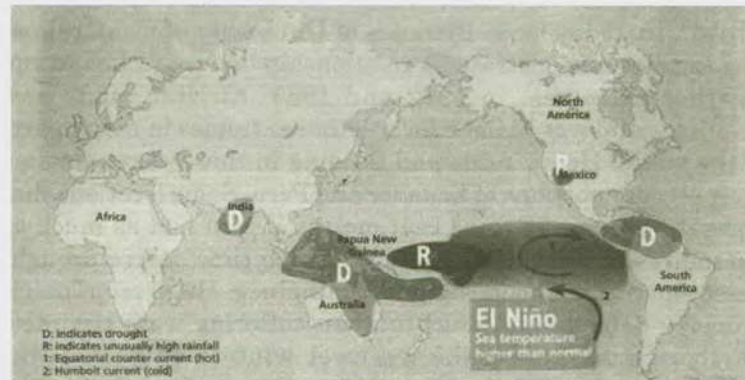 North
America
R
Mexico
India
D
Africa
Papua New
Guinea
R
D
1
D
South
America
Australia
2
El Niño
Sea temperature
higher than normal
D: indicates drought
R: indicates unusually high rainfall
1: Equatorial counter current (hot)
2: Humbolt current (cold)